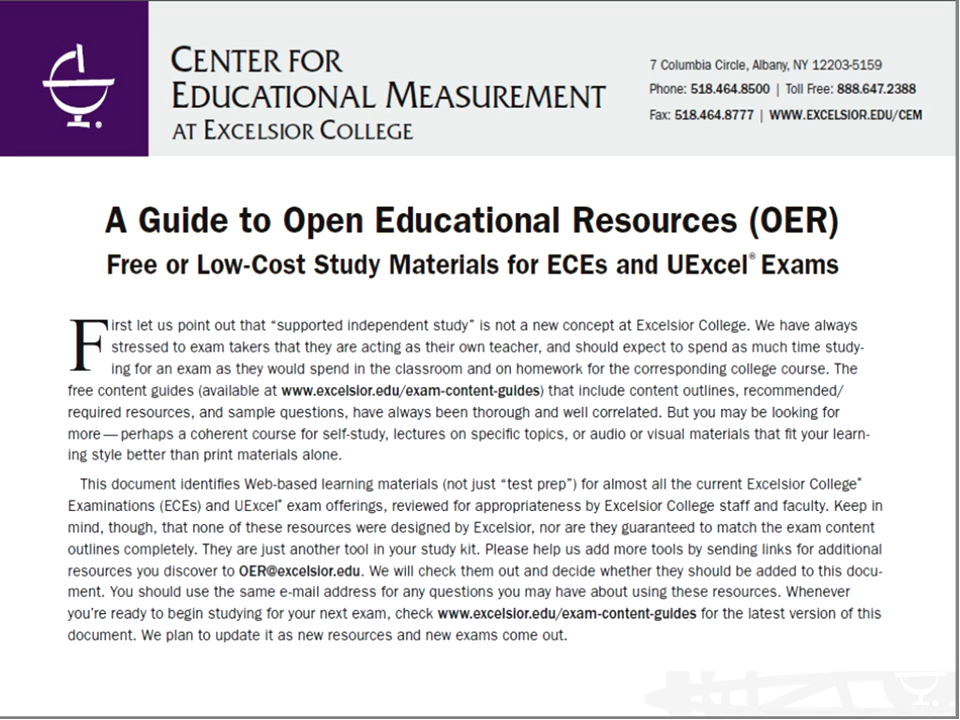 CENTER FOR
EDUCATIONAL MEASUREMENT
AT EXCELSIOR COLLEGE
7 Columbia Circle, Albany, NY 12203-5159
Phone: 518.464.8500 | Toll Free: 888.647.2388
Fax: 518.464.8777 | WWW.EXCELSIOR.EDU/CEM
A Guide to Open Educational Resources (OER)
Free or Low-Cost Study Materials for ECEs and UExcel® Exams
First let us point out that “supported independent study” is not a new concept at Excelsior College. We have always
stressed to exam takers that they are acting as their own teacher, and should expect to spend as much time study-
ing for an exam as they would spend in the classroom and on homework for the corresponding college course. The
free content guides (available at www.excelsior.edu/exam-content-guides) that include content outlines, recommended/
required resources, and sample questions, have always been thorough and well correlated. But you may be looking for
more — perhaps a coherent course for self-study, lectures on specific topics, or audio or visual materials that fit your learn-
ing style better than print materials alone.
This document identifies Web-based learning materials (not just “test prep”) for almost all the current Excelsior College®
Examinations (ECEs) and UExcel® exam offerings, reviewed for appropriateness by Excelsior College staff and faculty. Keep in
mind, though, that none of these resources were designed by Excelsior, nor are they guaranteed to match the exam content
outlines completely. They are just another tool in your study kit. Please help us add more tools by sending links for additional
resources you discover to OER@excelsior.edu. We will check them out and decide whether they should be added to this docu-
ment. You should use the same e-mail address for any questions you may have about using these resources. Whenever
you’re ready to begin studying for your next exam, check www.excelsior.edu/exam-content-guides for the latest version of this
document. We plan to update it as new resources and new exams come out.